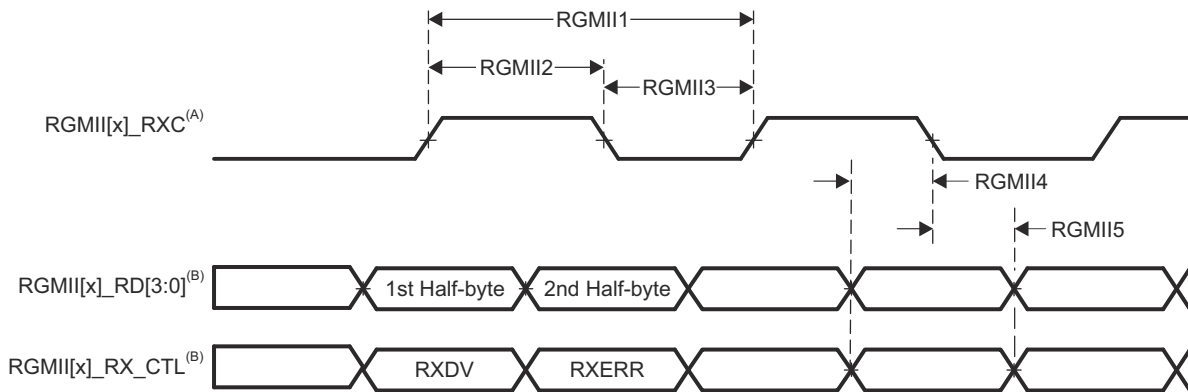 RGMII1
RGMII2
RGMII3
RGMII[x]_RXC(A)
RGMII4
RGMII5
RGMII[x]_RD[3:0](B)
1st Half-byte
2nd Half-byte
RGMII[x]_RX_CTL(B)
RXDV
RXERR